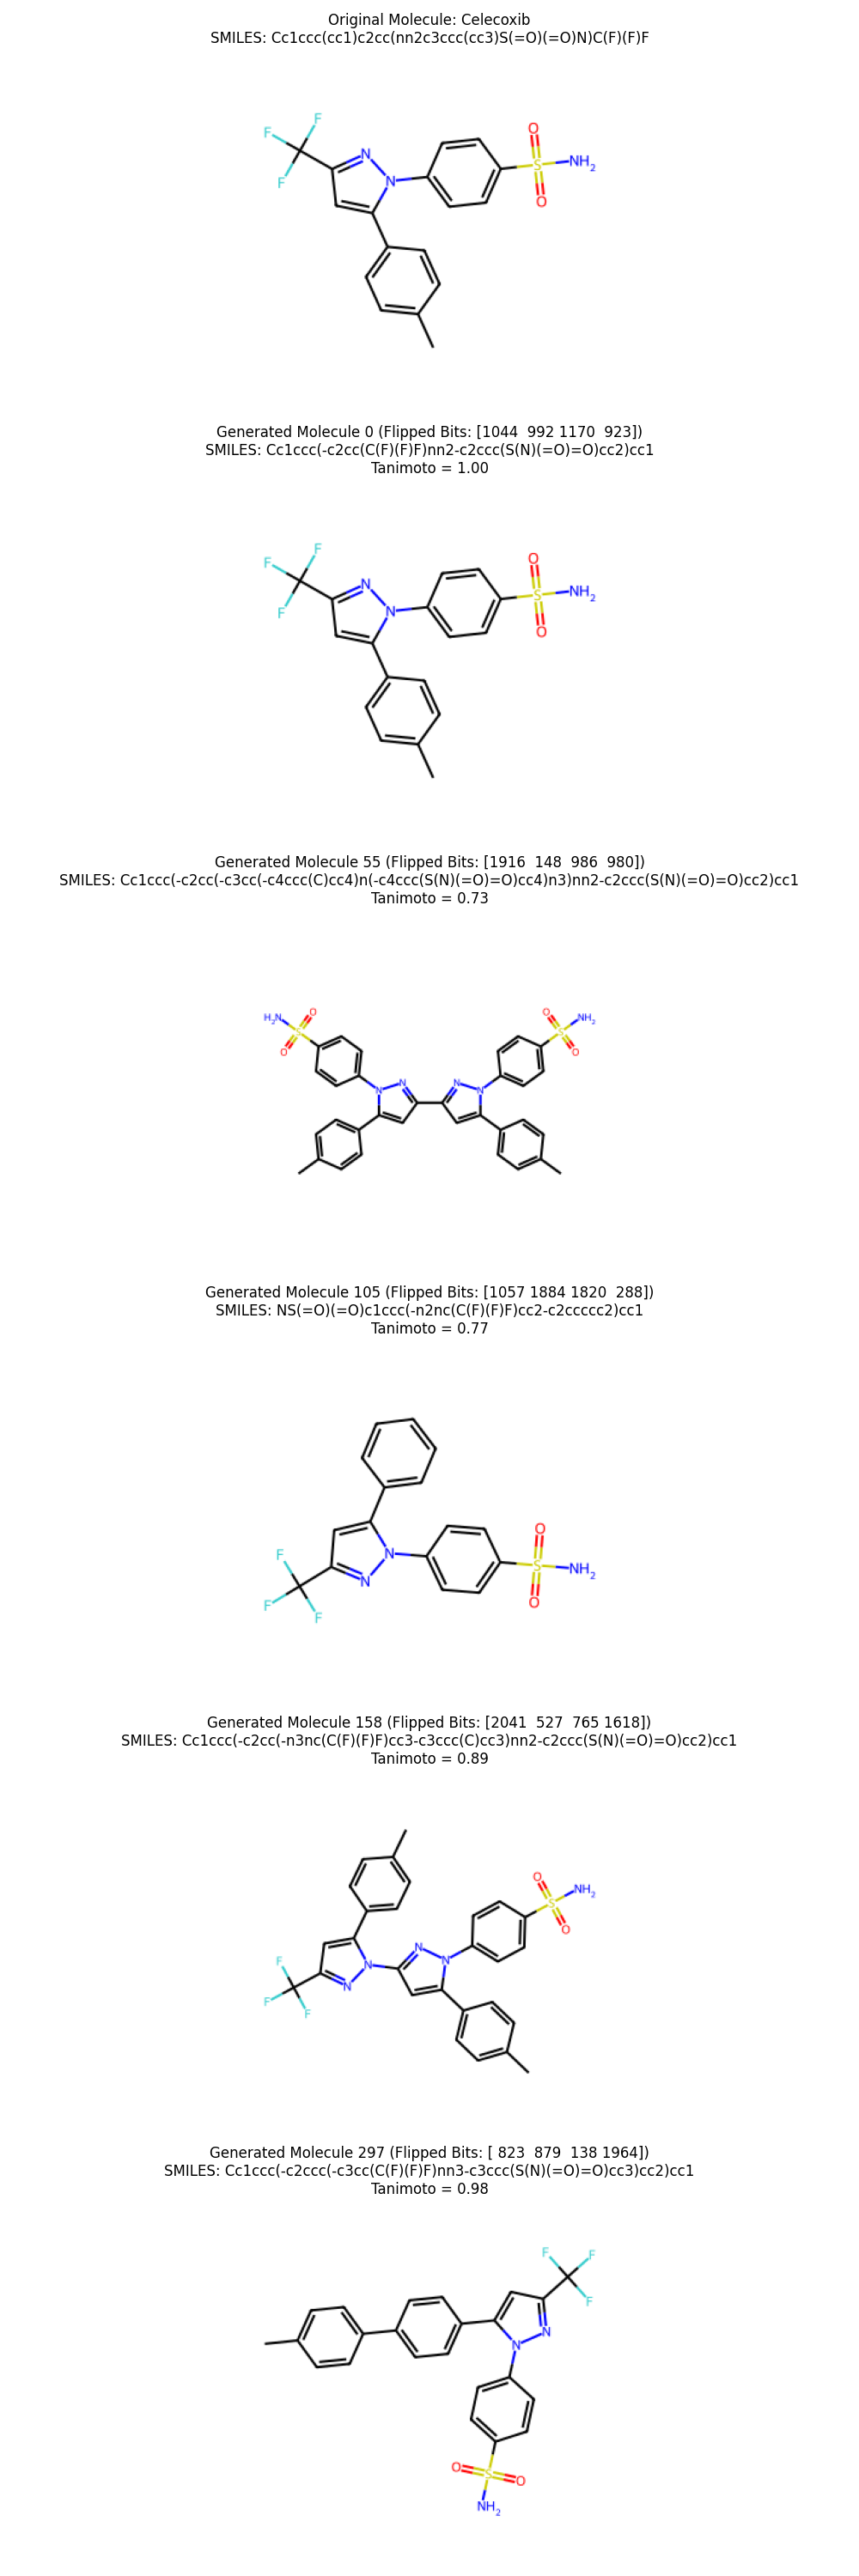 Original Molecule: Celecoxib
SMILES: Cc1ccc(cc1)c2cc(nn2c3ccc(cc3)S(=O)(=O)N)C(F)(F)F
F
F
F
N
N
O
S
NH2
O
Generated Molecule 0 (Flipped Bits: [1044  992 1170  923])
SMILES: Cc1ccc(-c2cc(C(F)(F)F)nn2-c2ccc(S(N)(=O)=O)cc2)cc1
Tanimoto = 1.00
F
F
F
N
N
O
S
NH2
O
Generated Molecule 55 (Flipped Bits: [1916  148  986  980])
SMILES: Cc1ccc(-c2cc(-c3cc(-c4ccc(C)cc4)n(-c4ccc(S(N)(=O)=O)cc4)n3)nn2-c2ccc(S(N)(=O)=O)cc2)cc1
Tanimoto = 0.73
H2N
O
S
O
O
NH2
S
O
N
N
N
N
Generated Molecule 105 (Flipped Bits: [1057 1884 1820  288])
SMILES: NS(=O)(=O)c1ccc(-n2nc(C(F)(F)F)cc2-c2ccccc2)cc1
Tanimoto = 0.77
O
F
N
S
NH2
N
O
F
F
Generated Molecule 158 (Flipped Bits: [2041  527  765 1618])
SMILES: Cc1ccc(-c2cc(-n3nc(C(F)(F)F)cc3-c3ccc(C)cc3)nn2-c2ccc(S(N)(=O)=O)cc2)cc1
Tanimoto = 0.89
O
NH2
S
O
N
N
F
N
N
F
F
Generated Molecule 297 (Flipped Bits: [ 823  879  138 1964])
SMILES: Cc1ccc(-c2ccc(-c3cc(C(F)(F)F)nn3-c3ccc(S(N)(=O)=O)cc3)cc2)cc1
Tanimoto = 0.98
F
F
F
N
N
O
S
O
NH2